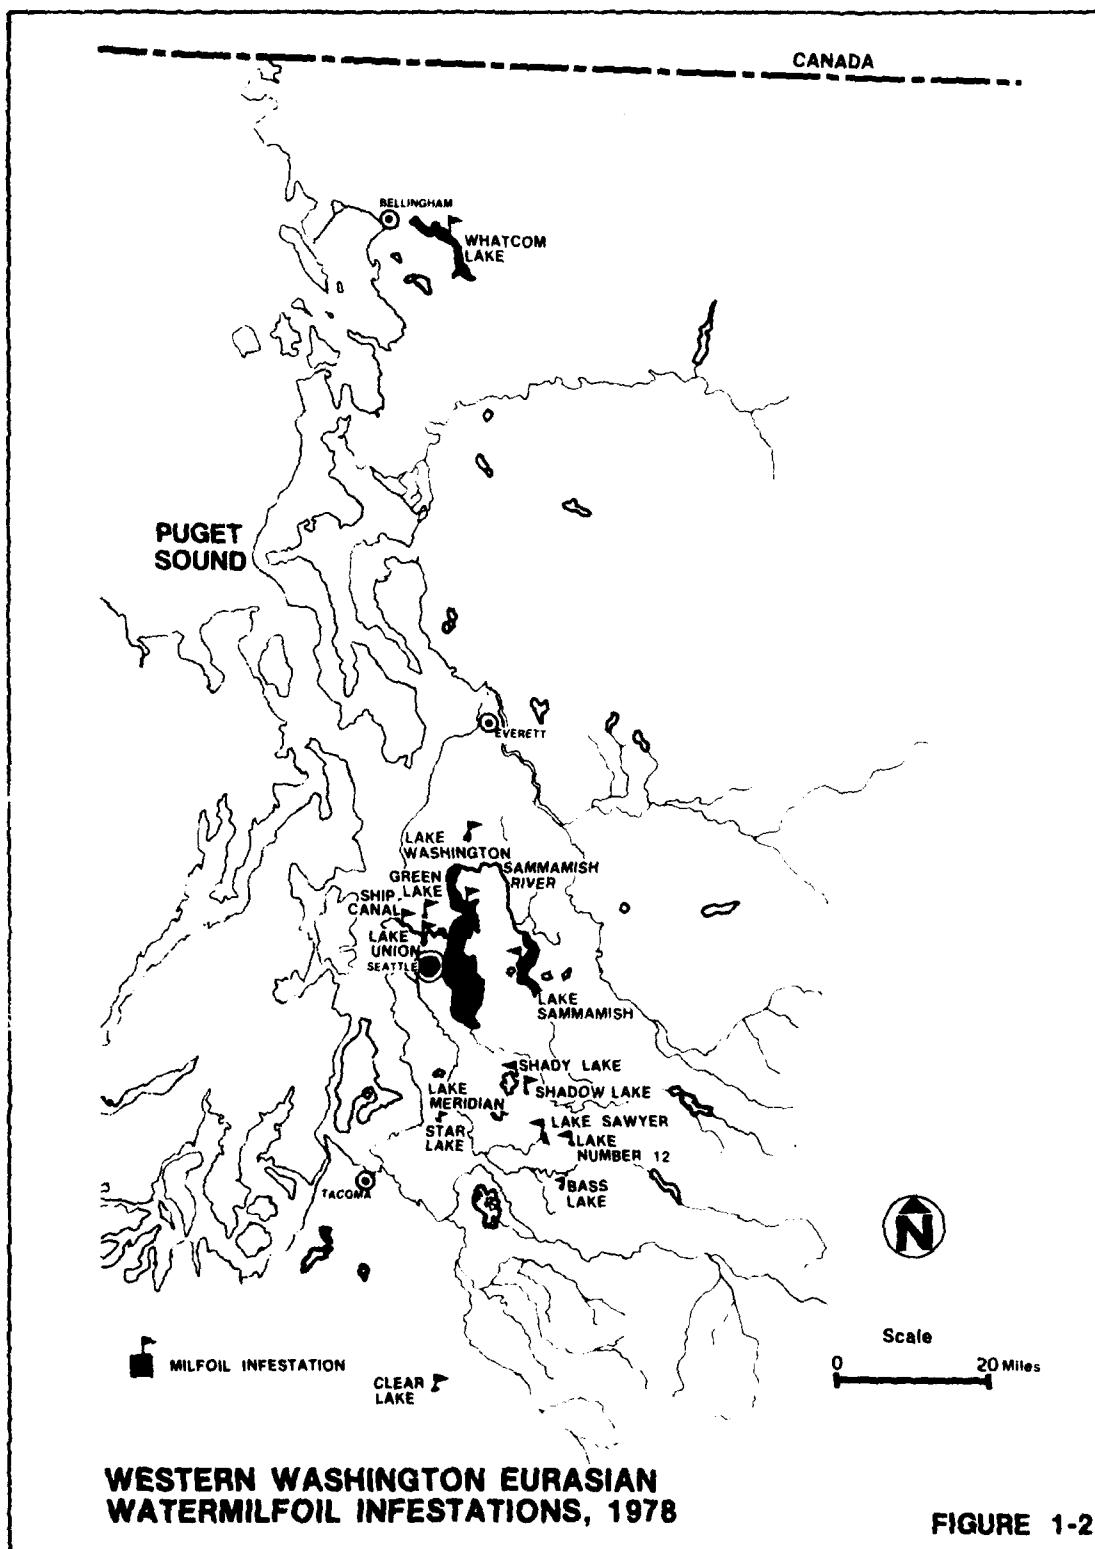 CANADA
BELLINGHAM
WHATCOM
LAKE
PUGET
SOUND
EVERETT
LAKE
WASHINGTON
SAMMAMISH
RIVER
GREEN
LAKE
SHIP
CANAL
LAKE
UNION
SEATTLE
LAKE
SAMMAMISH
SHADY LAKE
SHADOW LAKE
LAKE
MERIDIAN
STAR
LAKE
LAKE SAWYER
LAKE
NUMBER 12
BASS
LAKE
TACOMA
N
Scale
0 20 Miles
MILFOIL INFESTATION
CLEAR
LAKE
WESTERN WASHINGTON EURASIAN
WATERMILFOIL INFESTATIONS, 1978
FIGURE 1-2